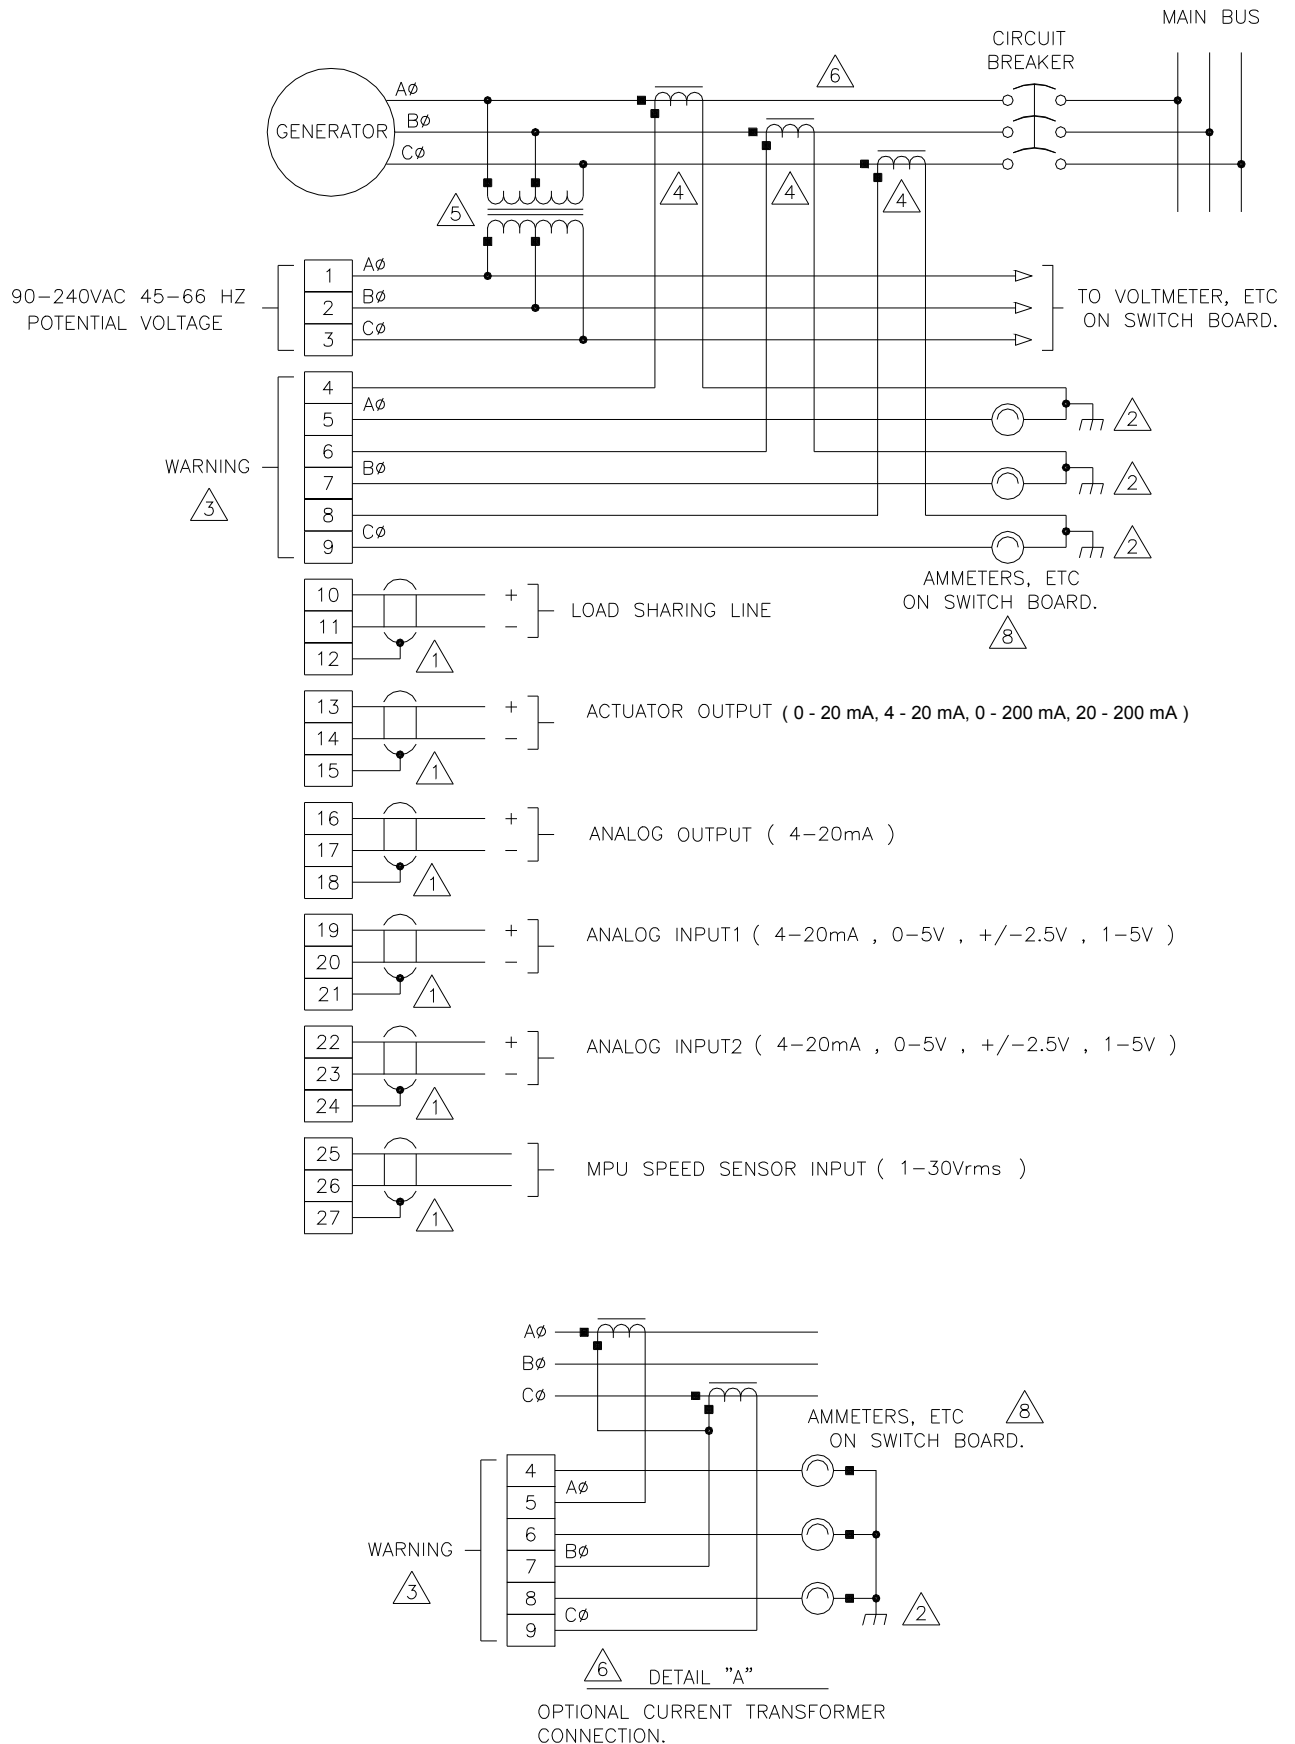 MAIN BUS
CIRCUIT
BREAKER
6
AØ
GENERATOR
BØ
CØ
4
4
4
5
90-240VAC 45-66 HZ
POTENTIAL VOLTAGE
1
AØ
2
BØ
3
CØ
TO VOLTMETER, ETC
ON SWITCH BOARD.
4
AØ
5
2
6
WARNING
BØ
3
7
2
8
CØ
9
2
AMMETERS, ETC
ON SWITCH BOARD.
8
10
+
11
-
12
1
LOAD SHARING LINE
13
+
14
-
15
1
ACTUATOR OUTPUT ( 0 - 20 mA, 4 - 20 mA, 0 - 200 mA, 20 - 200 mA )
16
+
17
-
18
1
ANALOG OUTPUT ( 4-20mA )
19
+
20
-
21
1
ANALOG INPUT1 ( 4-20mA , 0-5V , +/-2.5V , 1-5V )
22
+
23
-
24
1
ANALOG INPUT2 ( 4-20mA , 0-5V , +/-2.5V , 1-5V )
25
26
27
1
MPU SPEED SENSOR INPUT ( 1-30Vrms )
AØ
BØ
CØ
AMMETERS, ETC
ON SWITCH BOARD.
8
4
AØ
5
6
WARNING
BØ
3
7
8
CØ
9
2
6 DETAIL "A"
OPTIONAL CURRENT TRANSFORMER
CONNECTION.